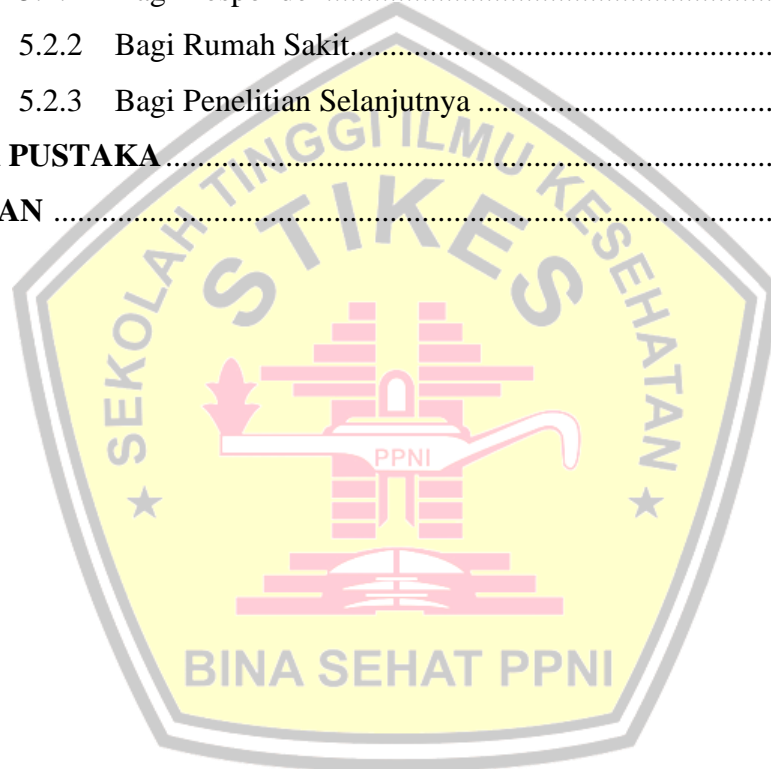 5.2.2 Bagi Rumah Sakit
5.2.3 Bagi Penelitian Selanjutnya
PUSTAKA
AN
SEKOLAH TINGGI ILMU KESEHATAN
STIKES
PPNI
BINA SEHAT PPNI